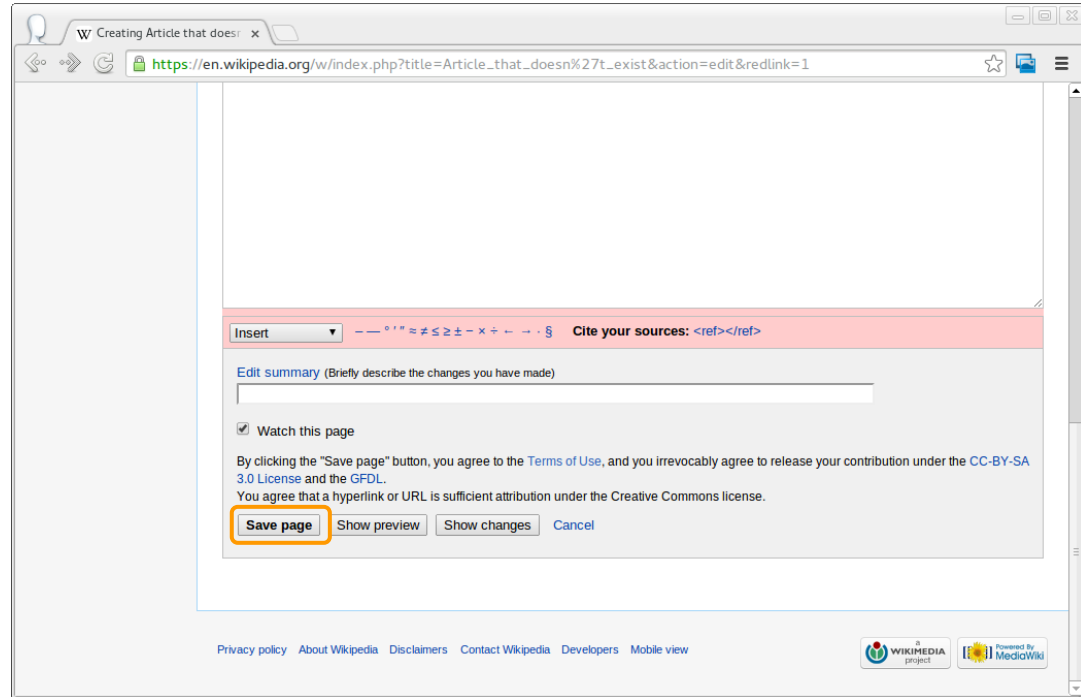 Creating Article that doesr
https://en.wikipedia.org/w/index.php?title=Article_that_doesn%27t_exist&action=edit&redlink=1
Insert – — ° ′ ″ ≈ ≠ ≤ ≥ ± − × ÷ ← → · § Cite your sources: <ref></ref>
Edit summary (Briefly describe the changes you have made)
Watch this page
By clicking the "Save page" button, you agree to the Terms of Use, and you irrevocably agree to release your contribution under the CC-BY-SA
3.0 License and the GFDL.
You agree that a hyperlink or URL is sufficient attribution under the Creative Commons license.
Save page Show preview Show changes Cancel
Privacy policy About Wikipedia Disclaimers Contact Wikipedia Developers Mobile view
a
WIKIMEDIA
project
Powered By
MediaWiki